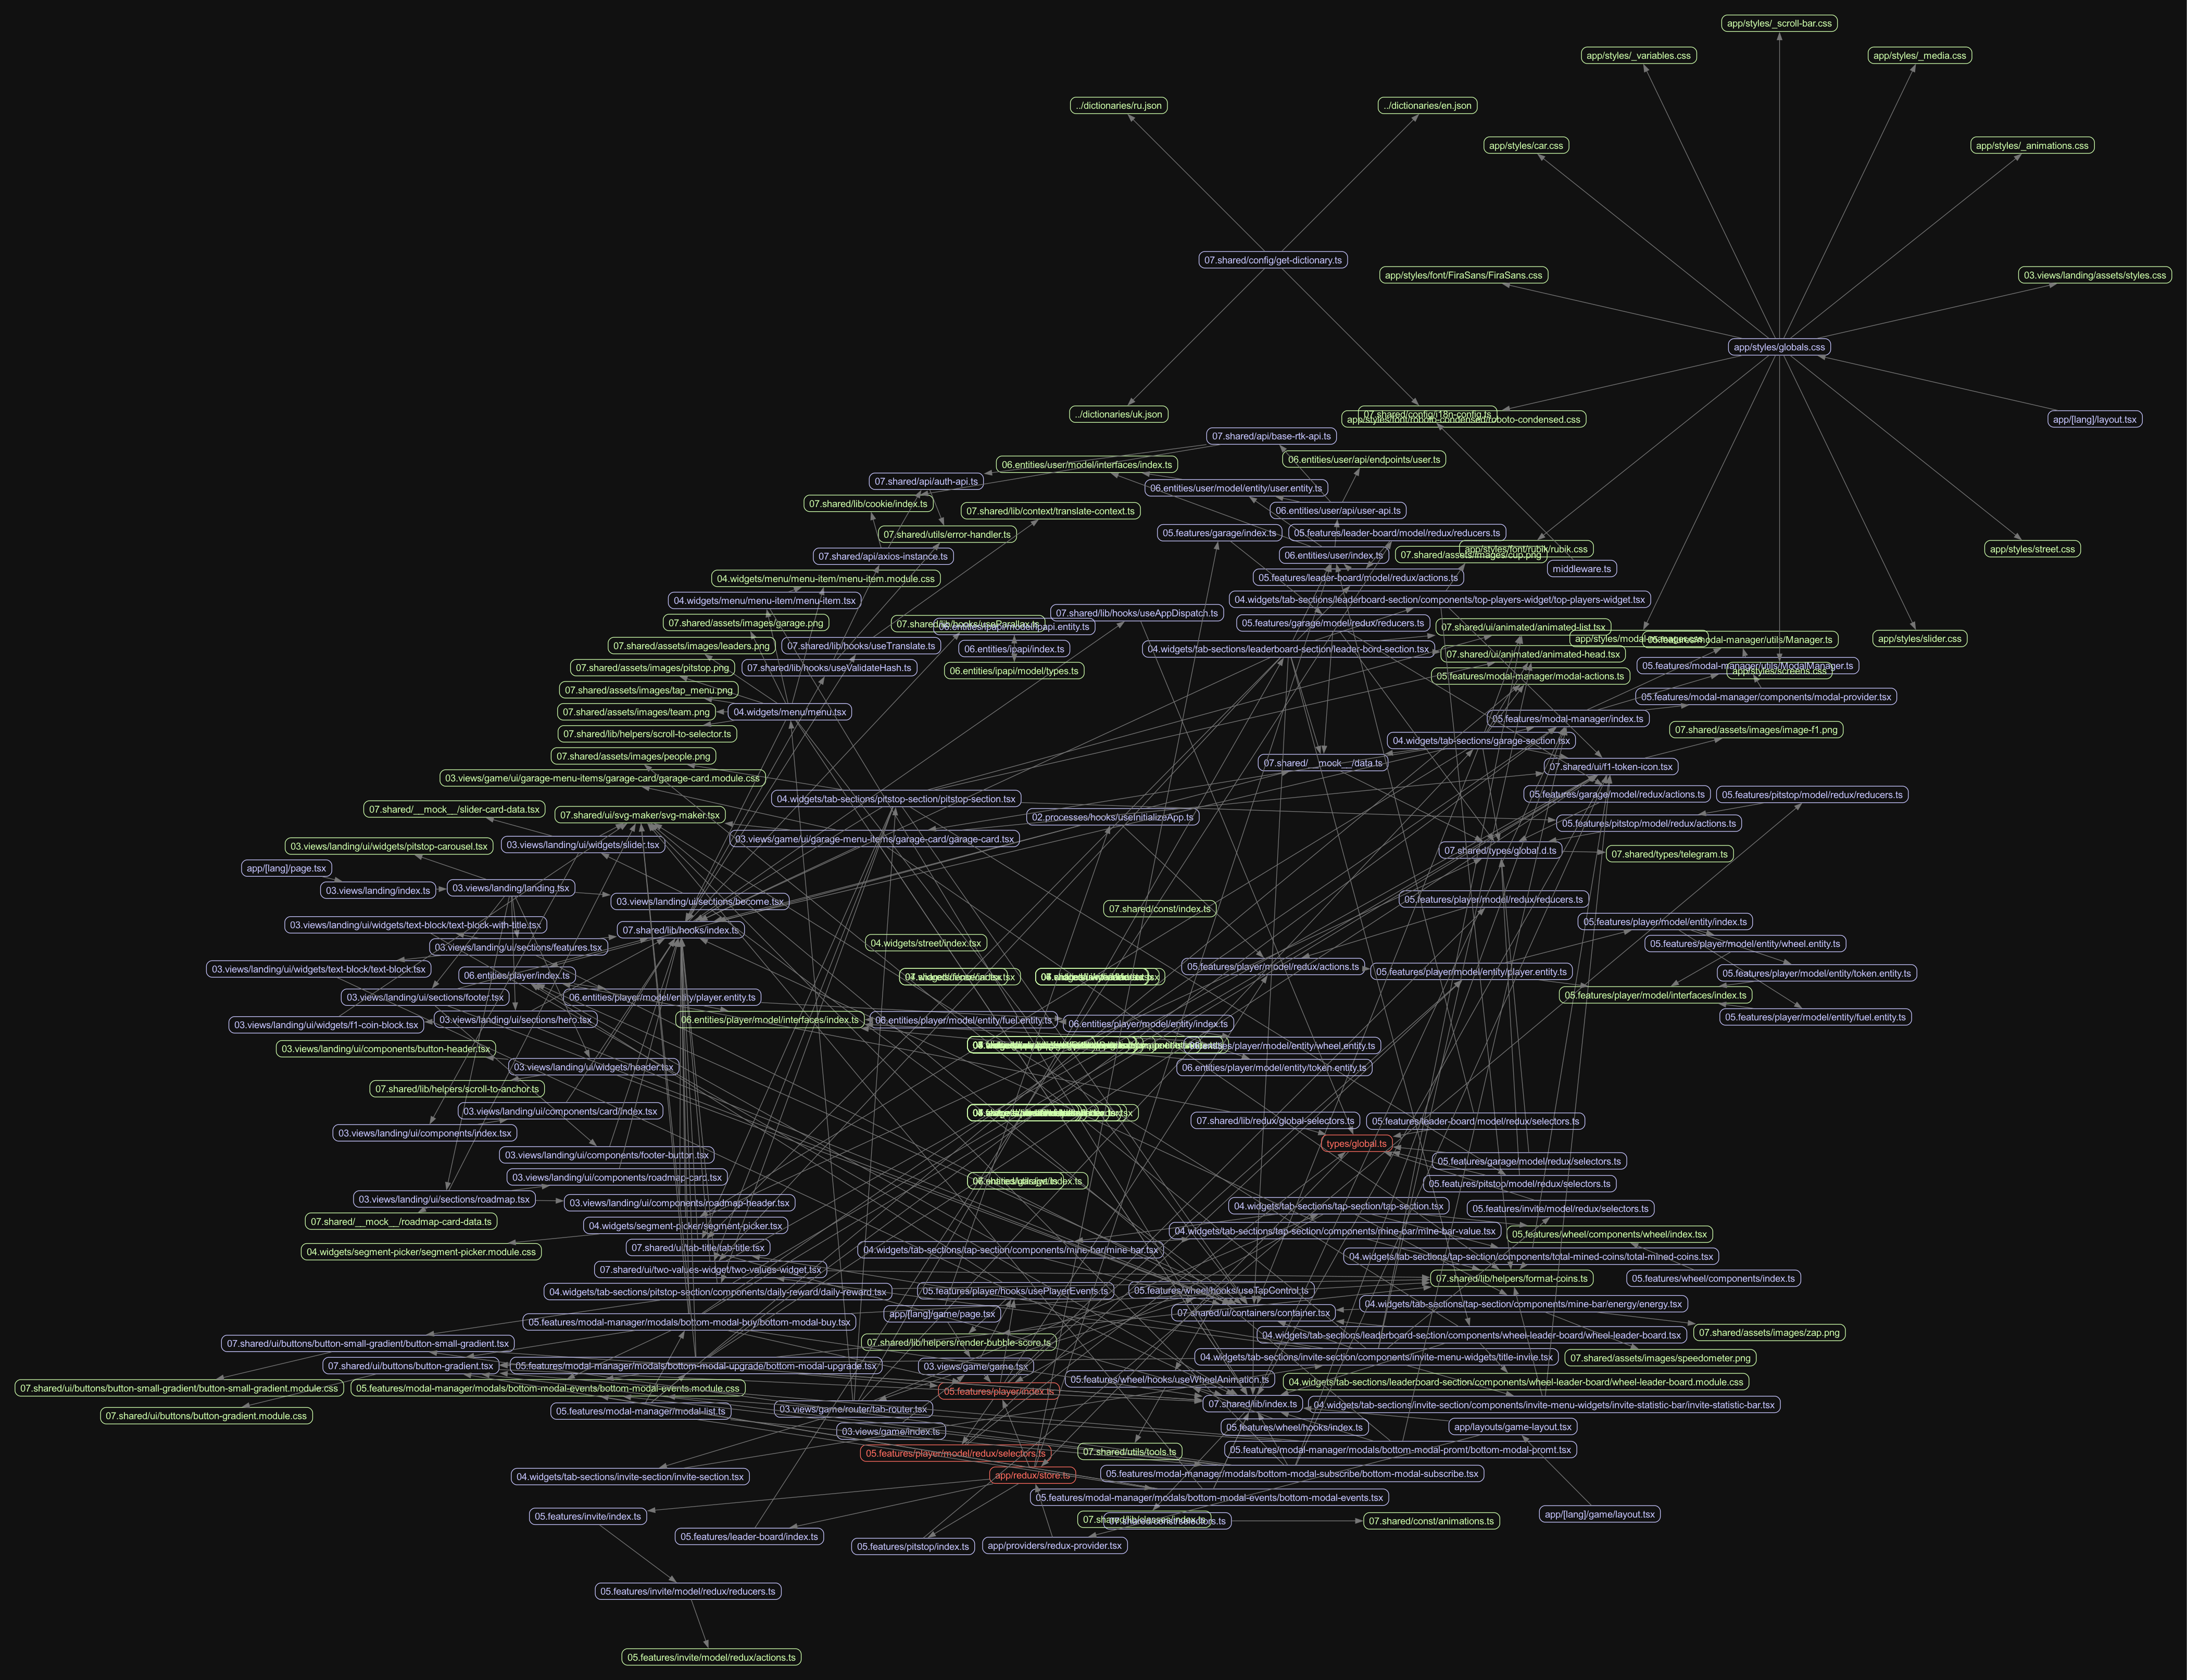 app/styles/_scroll-bar.css
app/styles/_variables.css
app/styles/_media.css
../dictionaries/ru.json
../dictionaries/en.json
app/styles/car.css
app/styles/_animations.css
07.shared/config/get-dictionary.ts
app/styles/font/FiraSans/FiraSans.css
03.views/landing/assets/styles.css
app/styles/globals.css
../dictionaries/uk.json
07.shared/config/i18n-config.ts
app/styles/font/roboto-condensed/roboto-condensed.css
app/[lang]/layout.tsx
07.shared/api/base-rtk-api.ts
06.entities/user/api/endpoints/user.ts
06.entities/user/model/interfaces/index.ts
07.shared/api/auth-api.ts
06.entities/user/model/entity/user.entity.ts
07.shared/lib/cookie/index.ts
07.shared/lib/context/translate-context.ts
06.entities/user/api/user-api.ts
07.shared/utils/error-handler.ts
05.features/garage/index.ts
05.features/leader-board/model/redux/reducers.ts
app/styles/font/rubik/rubik.css
app/styles/street.css
07.shared/api/axios-instance.ts
06.entities/user/index.ts
07.shared/assets/images/cup.png
middleware.ts
04.widgets/menu/menu-item/menu-item.module.css
05.features/leader-board/model/redux/actions.ts
04.widgets/menu/menu-item/menu-item.tsx
04.widgets/tab-sections/leaderboard-section/components/top-players-widget/top-players-widget.tsx
07.shared/lib/hooks/useAppDispatch.ts
07.shared/assets/images/garage.png
07.shared/lib/hooks/useParallax.ts
06.entities/ipapi/model/ipapi.entity.ts
05.features/garage/model/redux/reducers.ts
07.shared/ui/animated/animated-list.tsx
app/styles/modal-manager.css
05.features/modal-manager/utils/Manager.ts
app/styles/slider.css
07.shared/assets/images/leaders.png
07.shared/lib/hooks/useTranslate.ts
06.entities/ipapi/index.ts
04.widgets/tab-sections/leaderboard-section/leader-bord-section.tsx
07.shared/ui/animated/animated-head.tsx
07.shared/assets/images/pitstop.png
07.shared/lib/hooks/useValidateHash.ts
06.entities/ipapi/model/types.ts
05.features/modal-manager/utils/ModalManager.ts
app/styles/screens.css
05.features/modal-manager/modal-actions.ts
07.shared/assets/images/tap_menu.png
05.features/modal-manager/components/modal-provider.tsx
07.shared/assets/images/team.png
04.widgets/menu/menu.tsx
05.features/modal-manager/index.ts
07.shared/lib/helpers/scroll-to-selector.ts
07.shared/assets/images/image-f1.png
04.widgets/tab-sections/garage-section.tsx
07.shared/assets/images/people.png
07.shared/__mock__/data.ts
07.shared/ui/f1-token-icon.tsx
03.views/game/ui/garage-menu-items/garage-card/garage-card.module.css
05.features/garage/model/redux/actions.ts
05.features/pitstop/model/redux/reducers.ts
04.widgets/tab-sections/pitstop-section/pitstop-section.tsx
07.shared/__mock__/slider-card-data.tsx
07.shared/ui/svg-maker/svg-maker.tsx
02.processes/hooks/useInitializeApp.ts
05.features/pitstop/model/redux/actions.ts
03.views/game/ui/garage-menu-items/garage-card/garage-card.tsx
03.views/landing/ui/widgets/pitstop-carousel.tsx
03.views/landing/ui/widgets/slider.tsx
07.shared/types/global.d.ts
07.shared/types/telegram.ts
app/[lang]/page.tsx
03.views/landing/index.ts
03.views/landing/landing.tsx
03.views/landing/ui/sections/become.tsx
05.features/player/model/redux/reducers.ts
07.shared/const/index.ts
03.views/landing/ui/widgets/text-block/text-block-with-title.tsx
07.shared/lib/hooks/index.ts
05.features/player/model/entity/index.ts
03.views/landing/ui/sections/features.tsx
04.widgets/street/index.tsx
05.features/player/model/entity/wheel.entity.ts
03.views/landing/ui/widgets/text-block/text-block.tsx
06.entities/player/index.ts
05.features/player/model/redux/actions.ts
05.features/player/model/entity/player.entity.ts
05.features/player/model/entity/token.entity.ts
03.views/landing/ui/sections/footer.tsx
06.entities/player/model/entity/player.entity.ts
05.features/player/model/interfaces/index.ts
03.views/landing/ui/widgets/f1-coin-block.tsx
03.views/landing/ui/sections/hero.tsx
06.entities/player/model/interfaces/index.ts
06.entities/player/model/entity/fuel.entity.ts
06.entities/player/model/entity/index.ts
05.features/player/model/entity/fuel.entity.ts
03.views/landing/ui/components/button-header.tsx
06.entities/player/model/entity/wheel.entity.ts
03.views/landing/ui/widgets/header.tsx
06.entities/player/model/entity/token.entity.ts
07.shared/lib/helpers/scroll-to-anchor.ts
03.views/landing/ui/components/card/index.tsx
07.shared/lib/redux/global-selectors.ts
05.features/leader-board/model/redux/selectors.ts
03.views/landing/ui/components/index.tsx
types/global.ts
03.views/landing/ui/components/footer-button.tsx
05.features/garage/model/redux/selectors.ts
03.views/landing/ui/components/roadmap-card.tsx
05.features/pitstop/model/redux/selectors.ts
03.views/landing/ui/sections/roadmap.tsx
03.views/landing/ui/components/roadmap-header.tsx
04.widgets/tab-sections/tap-section/tap-section.tsx
05.features/invite/model/redux/selectors.ts
07.shared/__mock__/roadmap-card-data.ts
04.widgets/segment-picker/segment-picker.tsx
04.widgets/tab-sections/tap-section/components/mine-bar/mine-bar-value.tsx
05.features/wheel/components/wheel/index.tsx
04.widgets/segment-picker/segment-picker.module.css
07.shared/ui/tab-title/tab-title.tsx
04.widgets/tab-sections/tap-section/components/mine-bar/mine-bar.tsx
04.widgets/tab-sections/tap-section/components/total-mined-coins/total-mined-coins.tsx
07.shared/ui/two-values-widget/two-values-widget.tsx
07.shared/lib/helpers/format-coins.ts
05.features/wheel/components/index.tsx
04.widgets/tab-sections/pitstop-section/components/daily-reward/daily-reward.tsx
05.features/player/hooks/usePlayerEvents.ts
05.features/wheel/hooks/useTapControl.ts
04.widgets/tab-sections/tap-section/components/mine-bar/energy/energy.tsx
app/[lang]/game/page.tsx
07.shared/ui/containers/container.tsx
05.features/modal-manager/modals/bottom-modal-buy/bottom-modal-buy.tsx
07.shared/assets/images/zap.png
07.shared/ui/buttons/button-small-gradient/button-small-gradient.tsx
07.shared/lib/helpers/render-bubble-score.ts
04.widgets/tab-sections/leaderboard-section/components/wheel-leader-board/wheel-leader-board.tsx
07.shared/ui/buttons/button-gradient.tsx
05.features/modal-manager/modals/bottom-modal-upgrade/bottom-modal-upgrade.tsx
03.views/game/game.tsx
04.widgets/tab-sections/invite-section/components/invite-menu-widgets/title-invite.tsx
07.shared/assets/images/speedometer.png
07.shared/ui/buttons/button-small-gradient/button-small-gradient.module.css
05.features/modal-manager/modals/bottom-modal-events/bottom-modal-events.module.css
05.features/player/index.ts
05.features/wheel/hooks/useWheelAnimation.ts
04.widgets/tab-sections/leaderboard-section/components/wheel-leader-board/wheel-leader-board.module.css
07.shared/ui/buttons/button-gradient.module.css
05.features/modal-manager/modal-list.ts
03.views/game/router/tab-router.tsx
07.shared/lib/index.ts
04.widgets/tab-sections/invite-section/components/invite-menu-widgets/invite-statistic-bar/invite-statistic-bar.tsx
03.views/game/index.ts
05.features/wheel/hooks/index.ts
app/layouts/game-layout.tsx
05.features/player/model/redux/selectors.ts
07.shared/utils/tools.ts
05.features/modal-manager/modals/bottom-modal-promt/bottom-modal-promt.tsx
04.widgets/tab-sections/invite-section/invite-section.tsx
app/redux/store.ts
05.features/modal-manager/modals/bottom-modal-subscribe/bottom-modal-subscribe.tsx
05.features/modal-manager/modals/bottom-modal-events/bottom-modal-events.tsx
05.features/invite/index.ts
07.shared/lib/classes/index.ts
07.shared/const/selectors.ts
07.shared/const/animations.ts
app/[lang]/game/layout.tsx
05.features/leader-board/index.ts
05.features/pitstop/index.ts
app/providers/redux-provider.tsx
05.features/invite/model/redux/reducers.ts
05.features/invite/model/redux/actions.ts